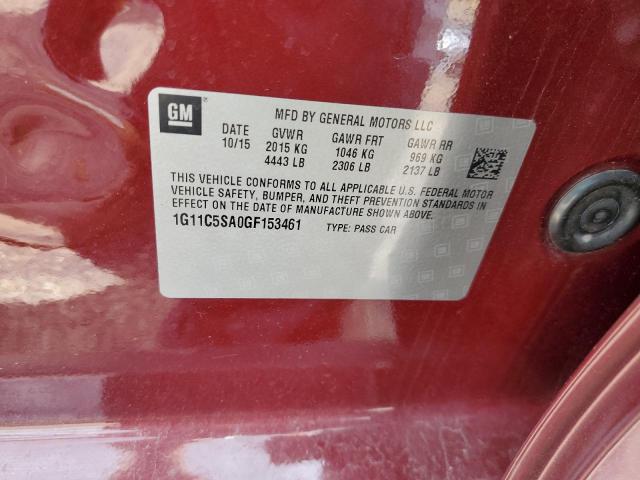 GM
MFD BY GENERAL MOTORS LLC
DATE GVWR GAWR FRT GAWR RR
10/15 2015 KG 1046 KG 969 KG
4443 LB 2306 LB 2137 LB
THIS VEHICLE CONFORMS TO ALL APPLICABLE U.S. FEDERAL MOTOR
VEHICLE SAFETY, BUMPER, AND THEFT PREVENTION STANDARDS IN
EFFECT ON THE DATE OF MANUFACTURE SHOWN ABOVE.
1G11C5SA0GF153461 TYPE: PASS CAR